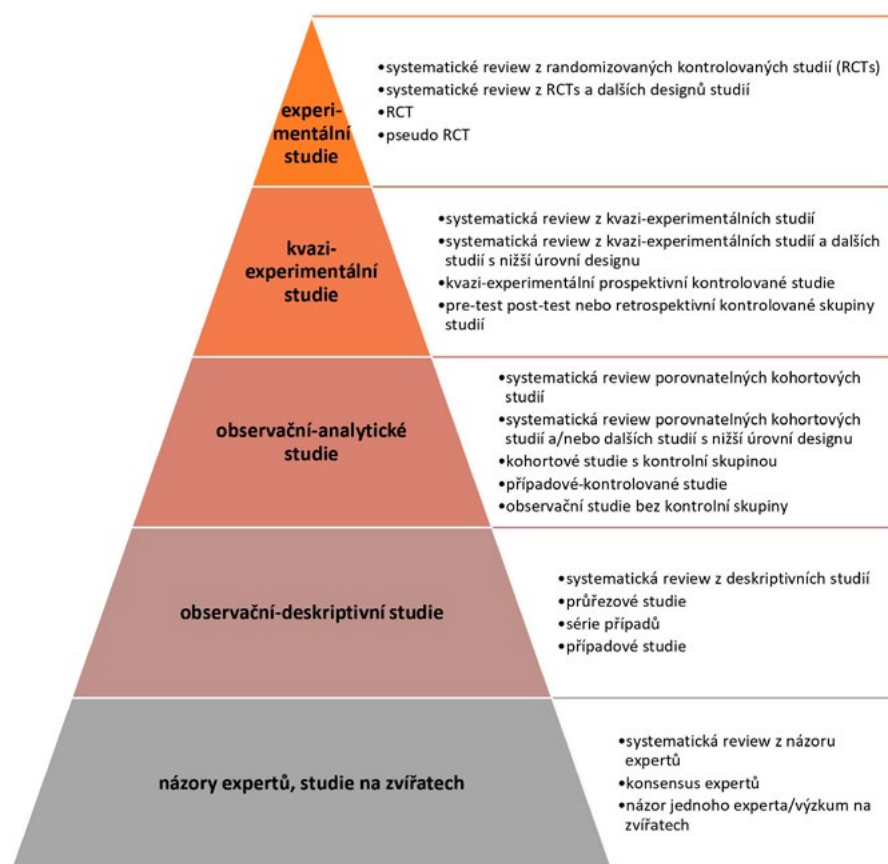 experi-
mentální
studie
•systematické review z randomizovaných kontrolovaných studií (RCTs)
•systematické review z RCTs a dalších designů studií
•RCT
•pseudo RCT
kvazi-
experimentální
studie
•systematická review z kvazi-experimentálních studií
•systematická review z kvazi-experimentálních studií a dalších
studií s nižší úrovní designu
•kvazi-experimentální prospektivní kontrolované studie
•pre-test post-test nebo retrospektivní kontrolované skupiny
studií
observační-analytické
studie
•systematická review porovnatelných kohortových
studií
•systematická review porovnatelných kohortových
studií a/nebo dalších studií s nižší úrovní designu
•kohortové studie s kontrolní skupinou
•případové-kontrolované studie
•observační studie bez kontrolní skupiny
observační-deskriptivní studie
•systematická review z deskriptivních studií
•průřezové studie
•série případů
•případové studie
názory expertů, studie na zvířatech
•systematická review z názoru
expertů
•konsensus expertů
•názor jednoho experta/výzkum na
zvířatech